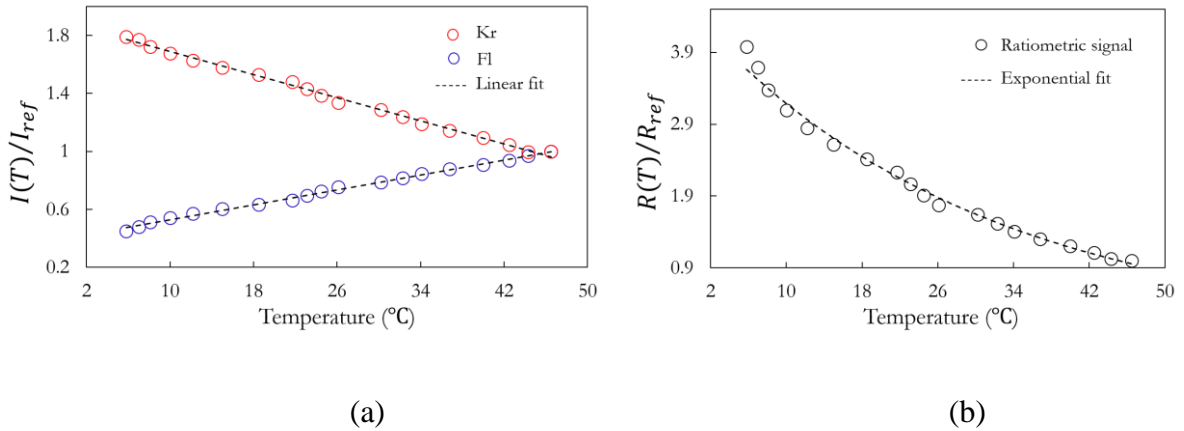 1.8
1.4
1
0.6
0.2
I(T)/I_ref
Kr
Fl
Linear fit
2 10 18 26 34 42 50
Temperature (℃)
(a)
3.9
2.9
1.9
0.9
R(T)/R_ref
Ratiometric signal
Exponential fit
2 10 18 26 34 42 50
Temperature (℃)
(b)